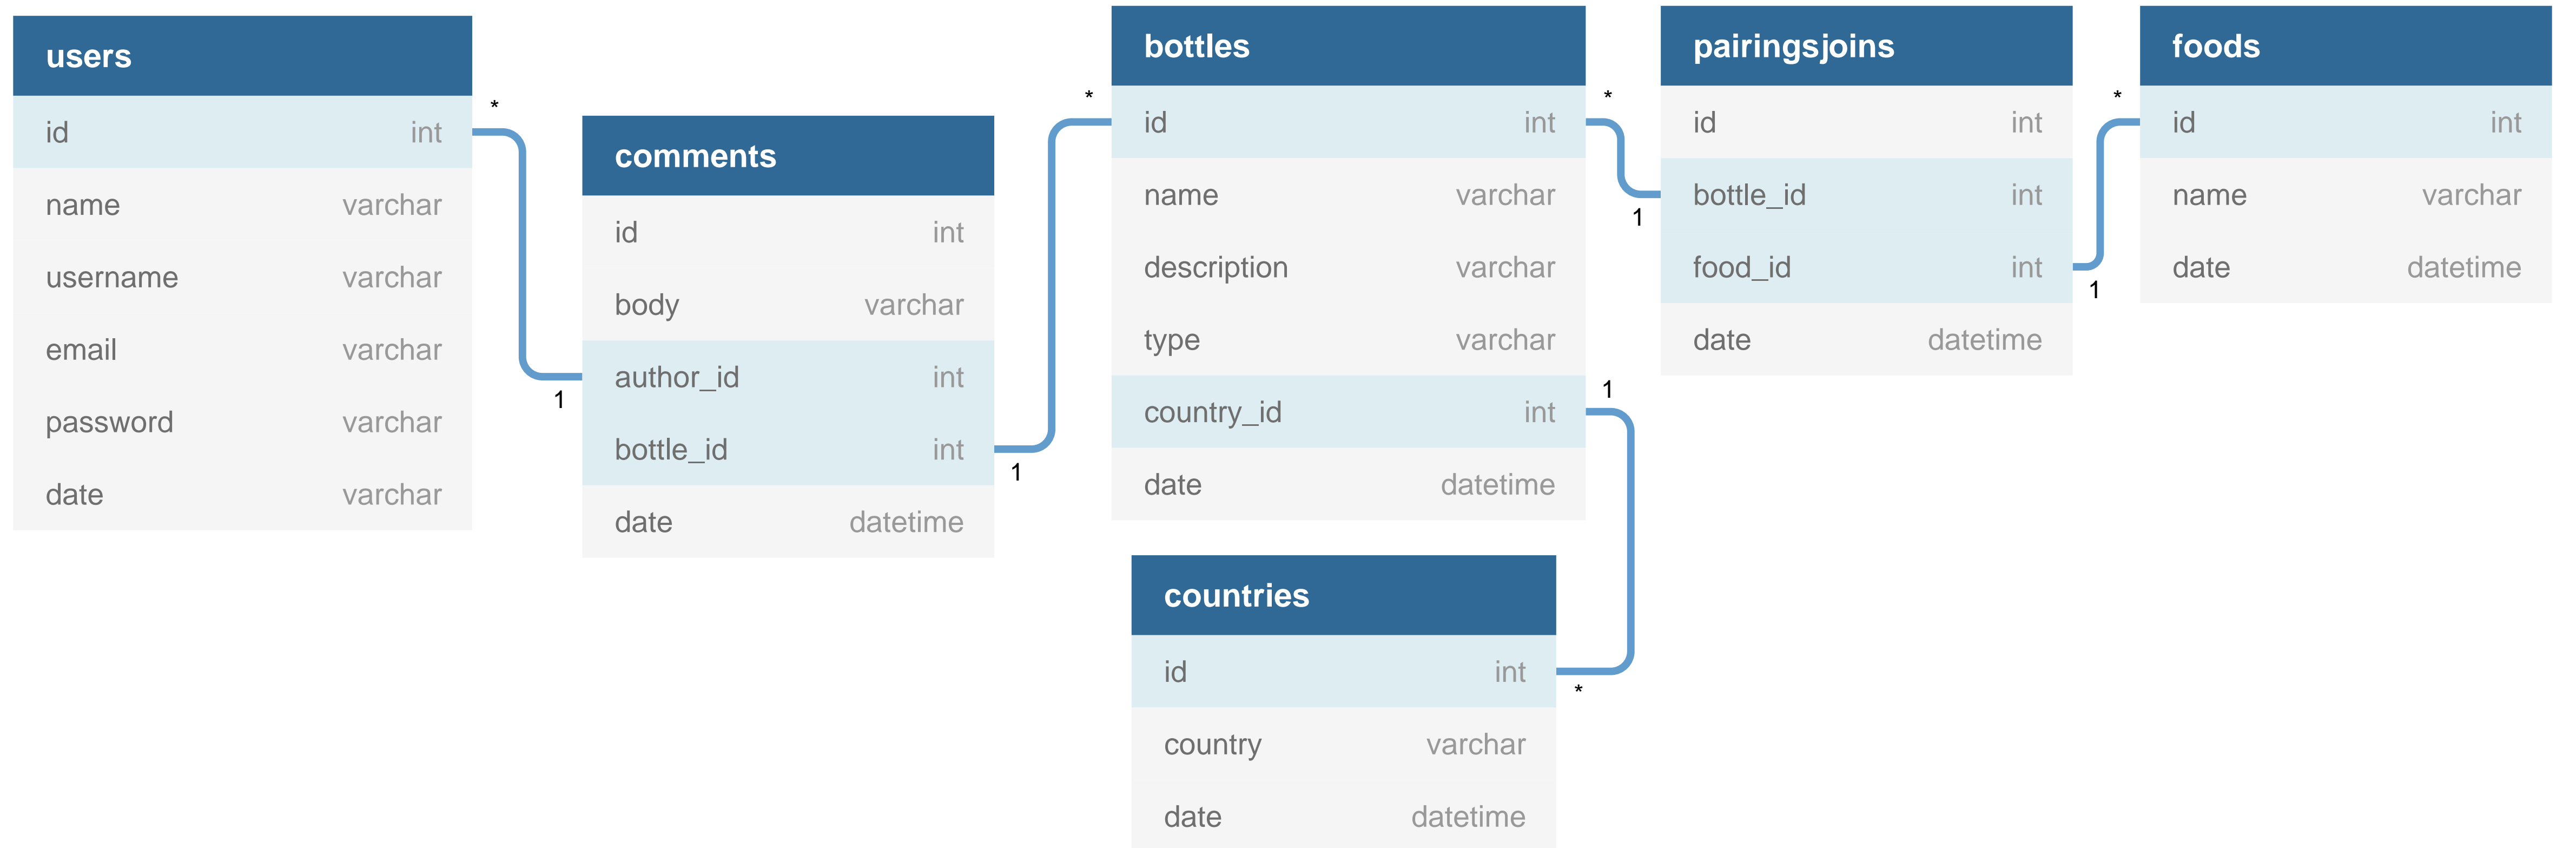 users
id int
name varchar
username varchar
email varchar
password varchar
date varchar
*
1
comments
id int
body varchar
author_id int
bottle_id int
date datetime
1
*
bottles
id int
name varchar
description varchar
type varchar
country_id int
date datetime
*
1
1
*
countries
id int
country varchar
date datetime
pairingsjoins
id int
bottle_id int
food_id int
date datetime
*
1
foods
id int
name varchar
date datetime